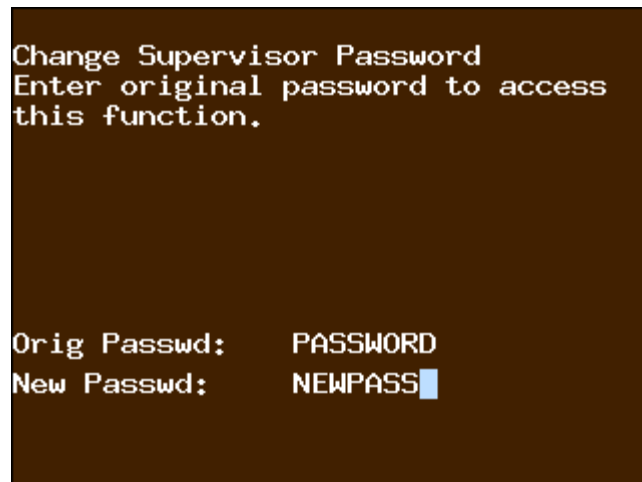 Change Supervisor Password
Enter original password to access
this function.
Orig Passwd: PASSWORD
New Passwd: NEWPASS